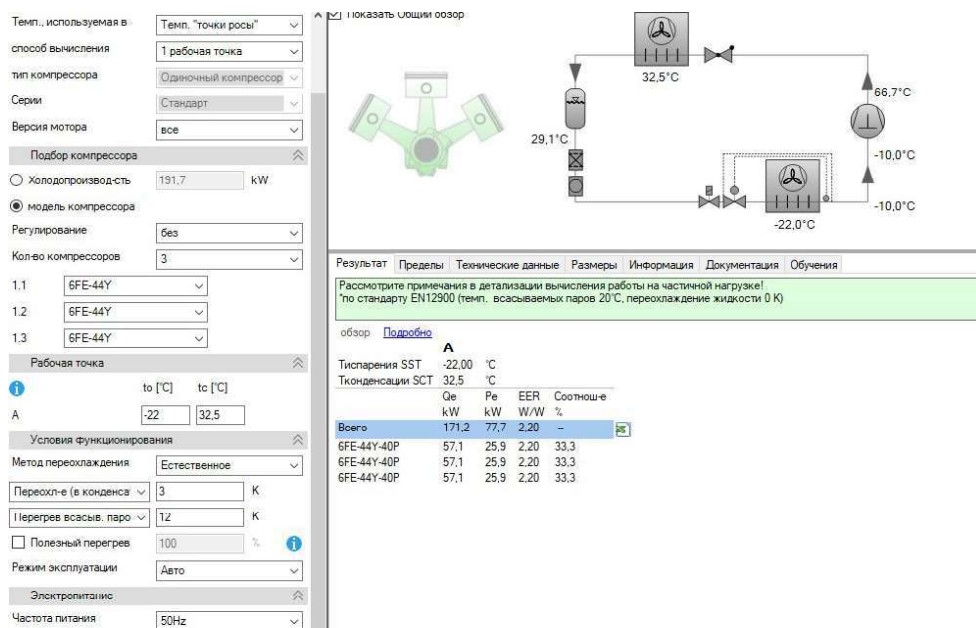 Темп., используемая в Темп. "точки росы"
способ вычисления 1 рабочая точка
тип компрессора Одиночный компрессор
Серии Стандарт
Версия мотора все
Подбор компрессора
Холодопроизвод-сть 191,7 kW
модель компрессора
Регулирование без
Кол-во компрессоров 3
1.1 6FE-44Y
1.2 6FE-44Y
1.3 6FE-44Y
Рабочая точка
to [°C] tc [°C]
A -22 32,5
Условия функционирования
Метод переохлаждения Естественное
Переохл-е (в конденса 3 K
Перегрев всасыв. паро 12 K
Полезный перегрев 100 %
Режим эксплуатации Авто
Электропитание
Частота питания 50Hz
Показать Общий обзор
32,5°C
66,7°C
29,1°C
-10,0°C
-10,0°C
-22,0°C
Результат Пределы Технические данные Размеры Информация Документация Обучения
Рассмотрите примечания в детализации вычисления работы на частичной нагрузке!
*по стандарту EN12900 (темп. всасываемых паров 20°C, переохлаждение жидкости 0 K)
обзор Подробно
A
Tиспарения SST -22,00 °C
Tконденсации SCT 32,5 °C
Qe Pe EER Соотнош-е
kW kW W/W %
Всего 171,2 77,7 2,20 –
6FE-44Y-40P 57,1 25,9 2,20 33,3
6FE-44Y-40P 57,1 25,9 2,20 33,3
6FE-44Y-40P 57,1 25,9 2,20 33,3